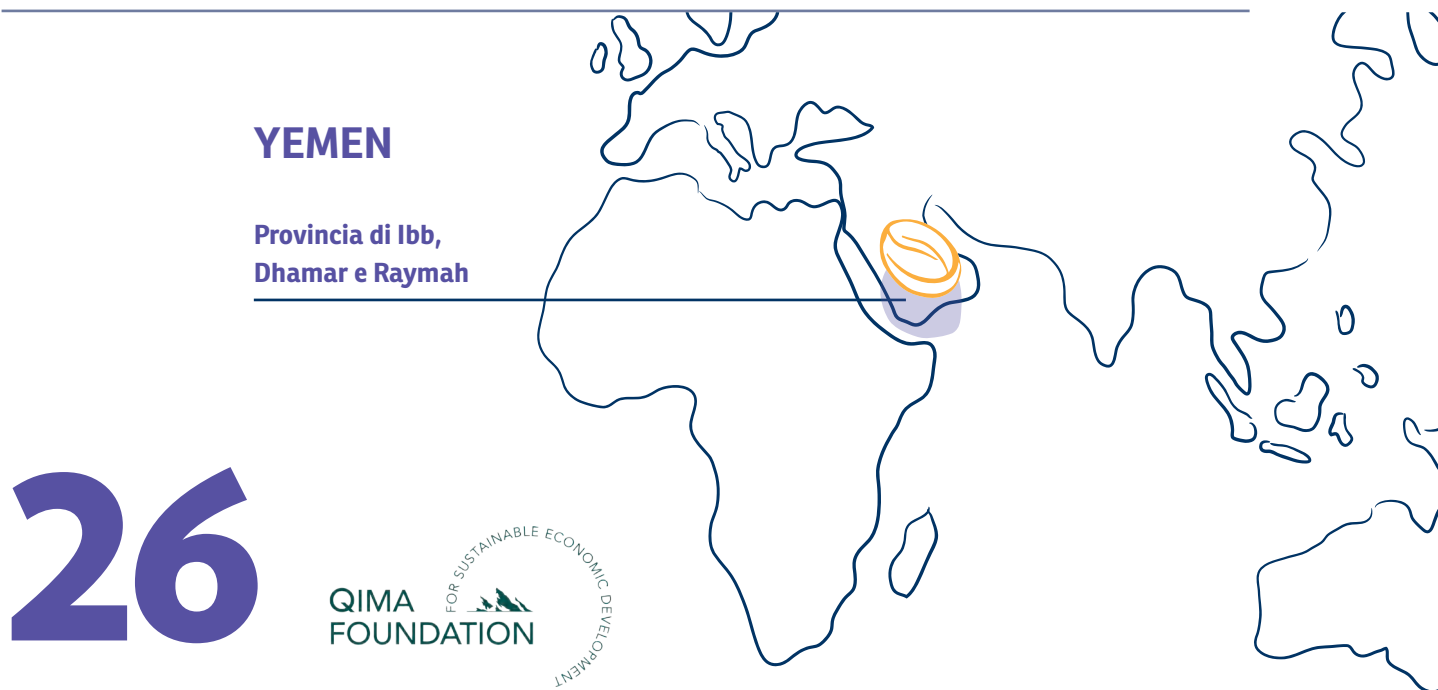 YEMEN
Provincia di Ibb,
Dhamar e Raymah
26
QIMA
FOUNDATION
FOR SUSTAINABLE ECONOMIC DEVELOPMENT